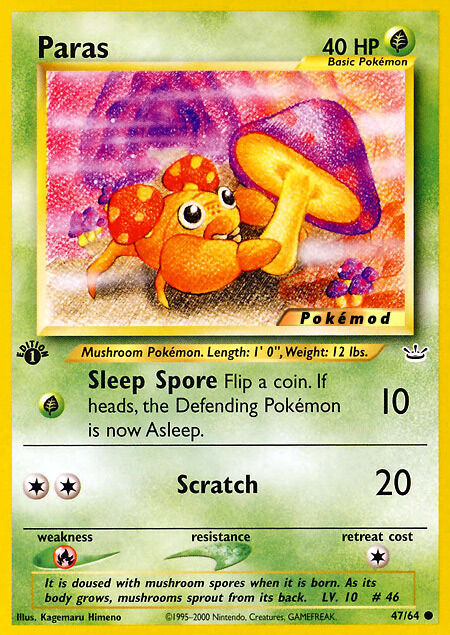 Paras
40 HP
Basic Pokémon
Pokémod
EDITION
1
Mushroom Pokémon. Length: 1' 0", Weight: 12 lbs.
Sleep Spore Flip a coin. If
heads, the Defending Pokémon
is now Asleep.
10
Scratch 20
weakness resistance retreat cost
It is doused with mushroom spores when it is born. As its
body grows, mushrooms sprout from its back. LV. 10 # 46
Illus. Kagemaru Himeno ©1995-2000 Nintendo, Creatures, GAMEFREAK. 47/64